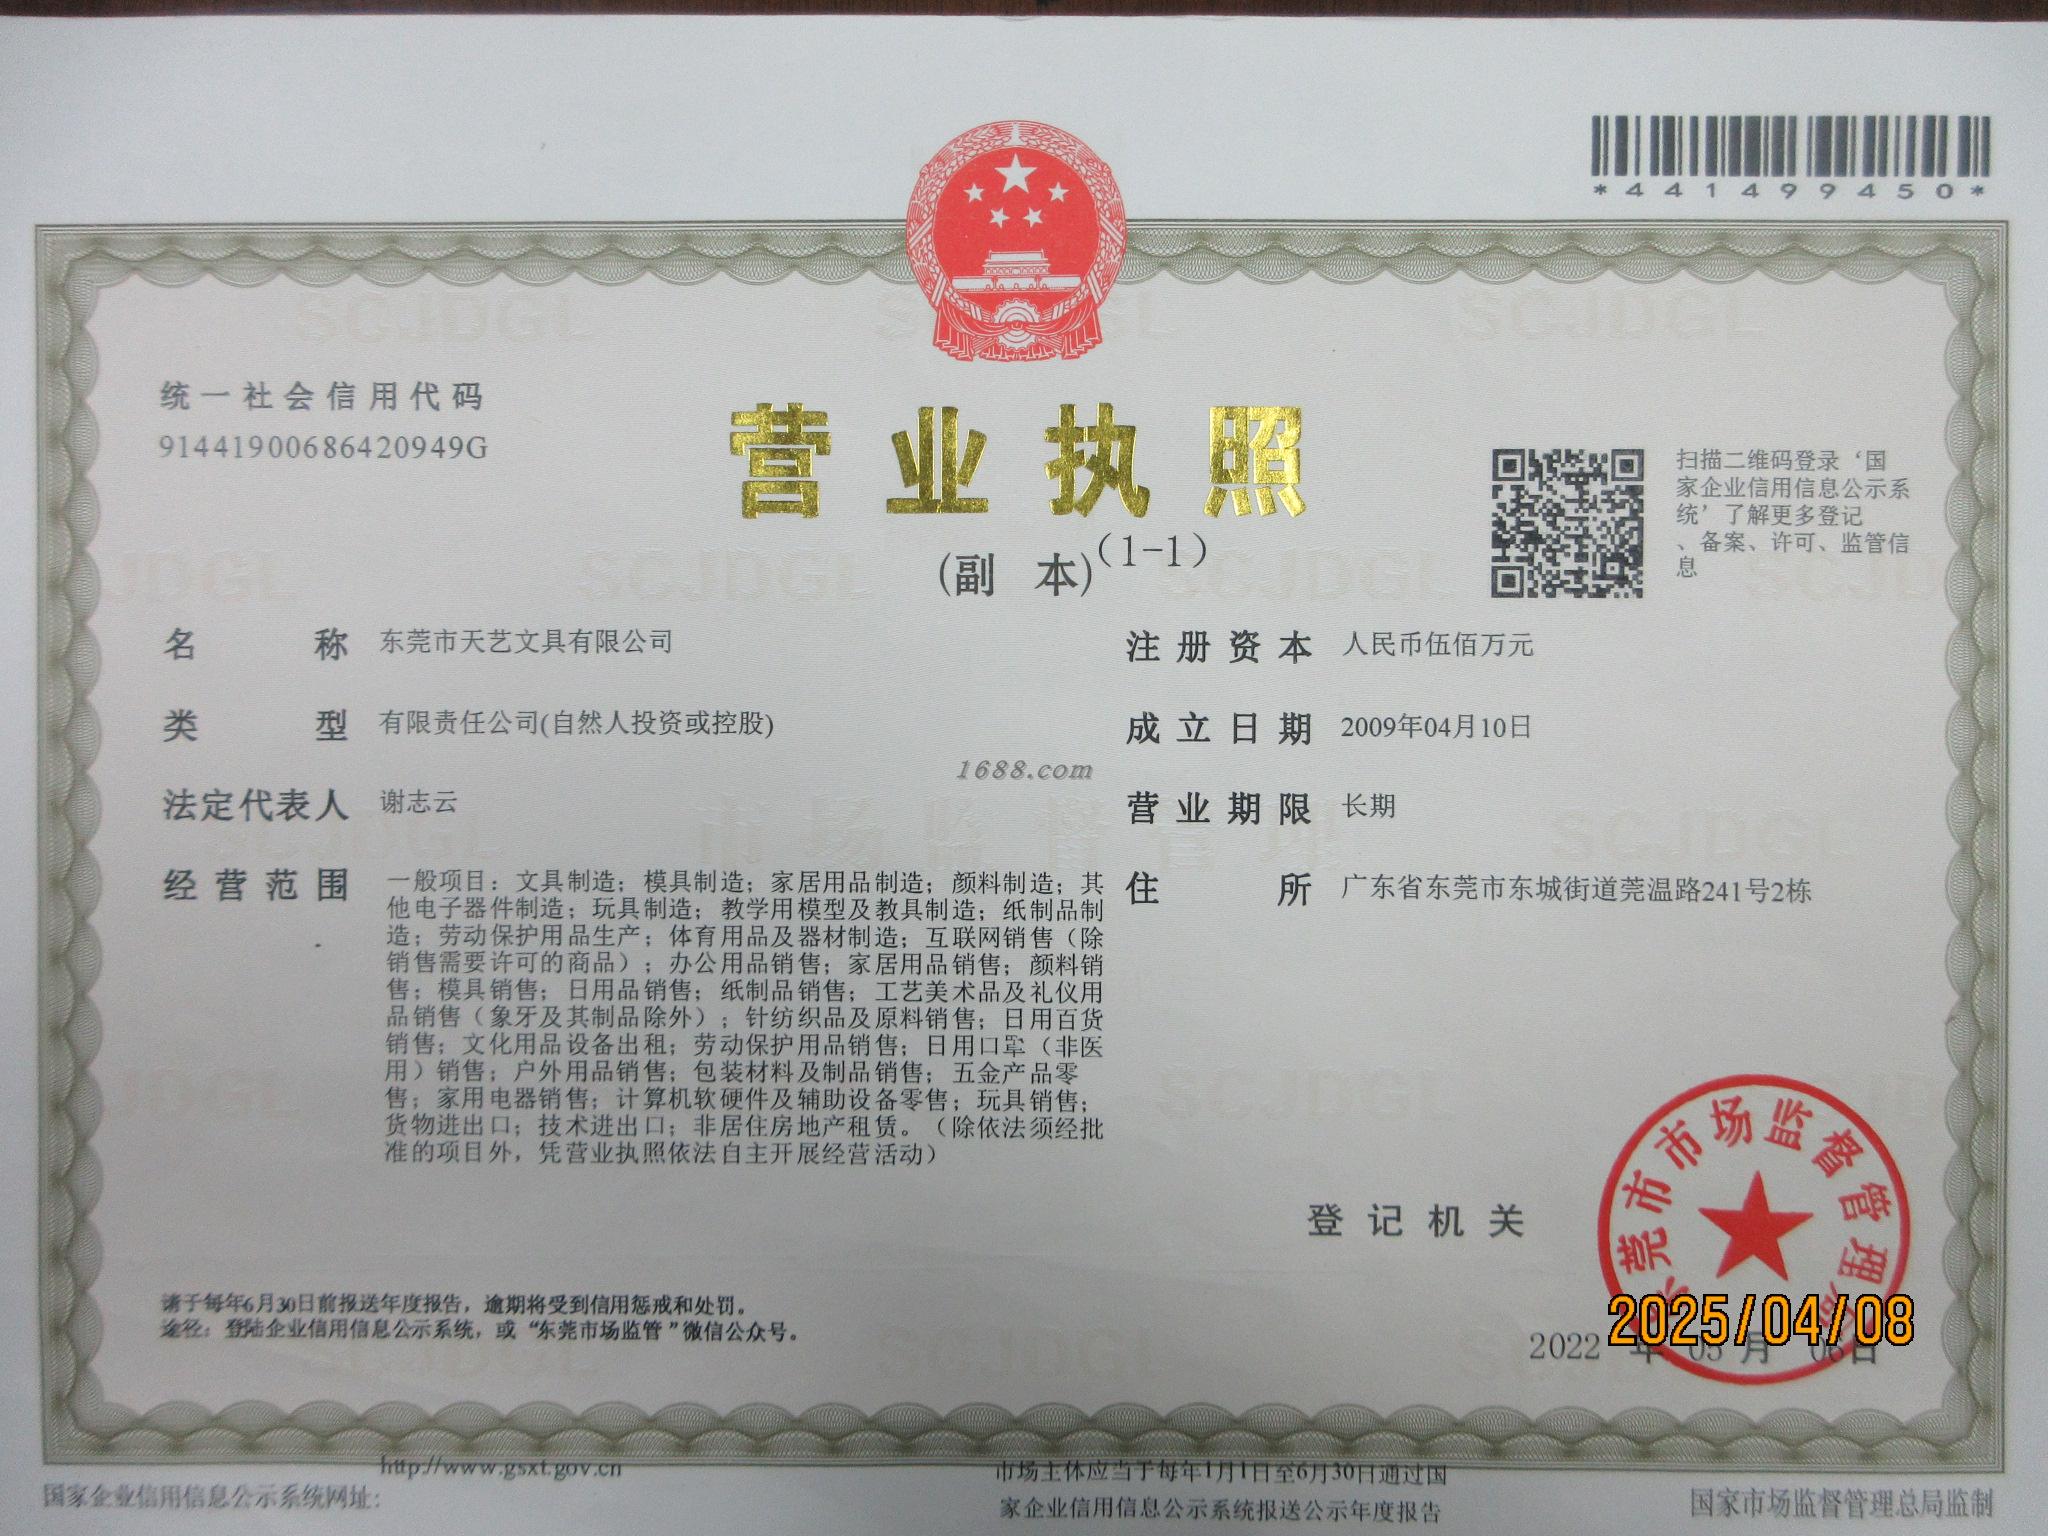 *441499450*
统一社会信用代码
91441900686420949G
营业执照
(副 本)(1-1)
扫描二维码登录‘国
家企业信用信息公示系
统’了解更多登记
、备案、许可、监管信
息
名 称 东莞市天艺文具有限公司
类 型 有限责任公司(自然人投资或控股)
法定代表人 谢志云
经营范围 一般项目：文具制造；模具制造；家居用品制造；颜料制造；其
他电子器件制造；玩具制造；教学用模型及教具制造；纸制品制
造；劳动保护用品生产；体育用品及器材制造；互联网销售（除
销售需要许可的商品）；办公用品销售；家居用品销售；颜料销
售；模具销售；日用品销售；纸制品销售；工艺美术品及礼仪用
品销售（象牙及其制品除外）；针纺织品及原料销售；日用百货
销售；文化用品设备出租；劳动保护用品销售；日用口罩（非医
用）销售；户外用品销售；包装材料及制品销售；五金产品零
售；家用电器销售；计算机软硬件及辅助设备零售；玩具销售；
货物进出口；技术进出口；非居住房地产租赁。（除依法须经批
准的项目外，凭营业执照依法自主开展经营活动）
注册资本 人民币伍佰万元
成立日期 2009年04月10日
营业期限 长期
住 所 广东省东莞市东城街道莞温路241号2栋
1688.com
登记机关
东莞市市场监督管理局
2025/04/08
2022 年 05 月 06日
请于每年6月30日前报送年度报告，逾期将受到信用惩戒和处罚。
途径：登陆企业信用信息公示系统，或“东莞市场监管”微信公众号。
http://www.gsxt.gov.cn
国家企业信用信息公示系统网址：
市场主体应当于每年1月1日至6月30日通过国
家企业信用信息公示系统报送公示年度报告
国家市场监督管理总局监制